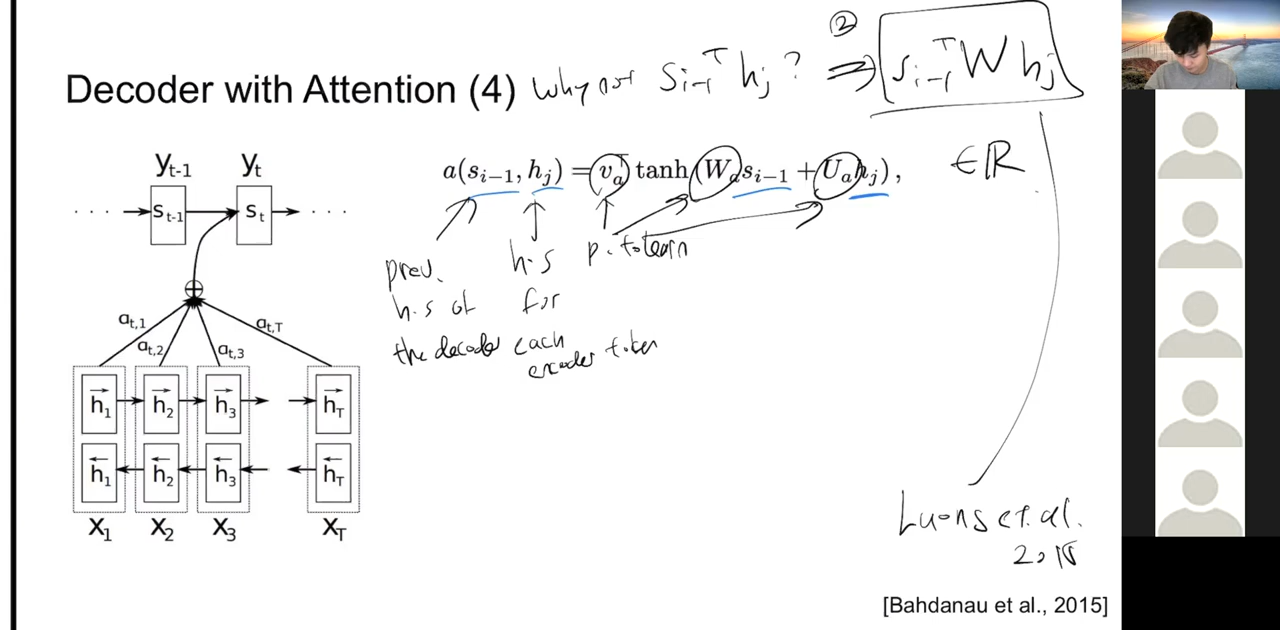 ②
Decoder with Attention (4) Why not s_{i-1}^T h_j ? ⇒ s_{i-1}^T W h_j
a(s_{i-1}, h_j) = v_a^T tanh(W_a s_{i-1} + U_a h_j), ∈ ℝ
prev.
h.s of
the decoder
h.s
for
each
encoder token
p. to learn
y_{t-1} y_t
. . . s_{t-1} s_t . . .
⊕
a_{t,1} a_{t,2} a_{t,3} a_{t,T}
→h_1 →h_2 →h_3 →h_T
←h_1 ←h_2 ←h_3 ←h_T
X_1 X_2 X_3 X_T
Luong et. al.
2015
[Bahdanau et al., 2015]